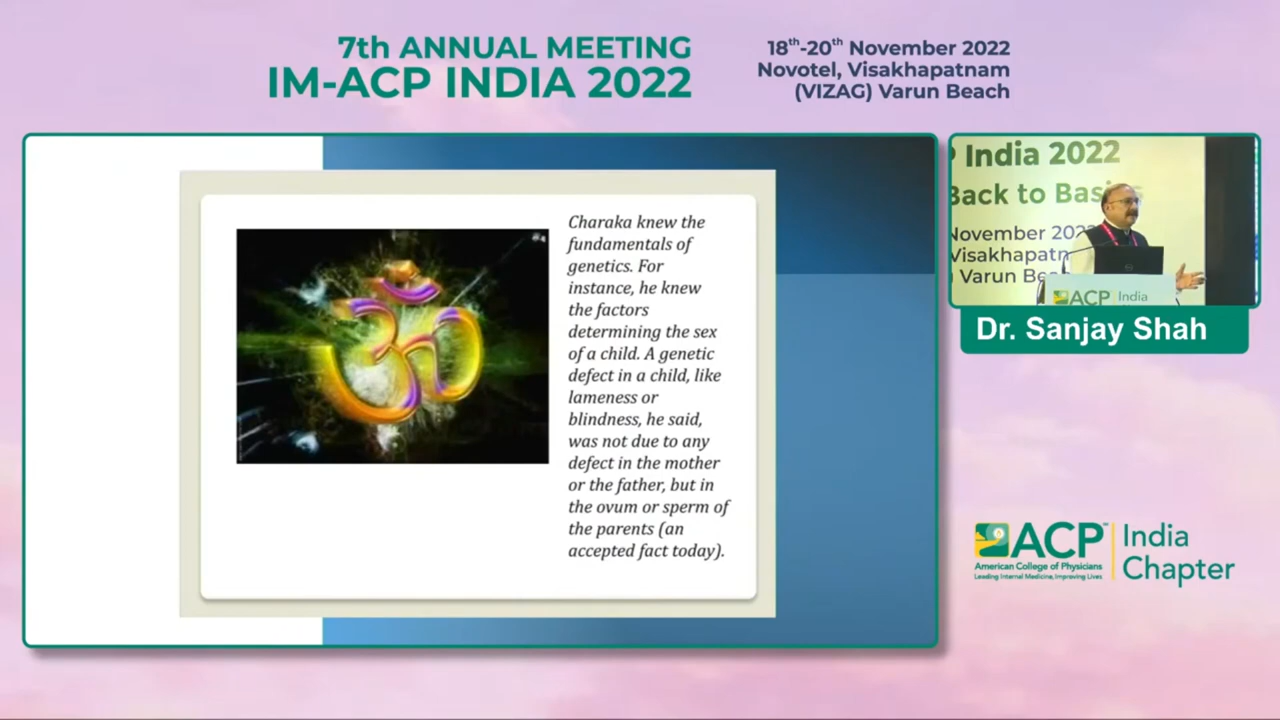 7th ANNUAL MEETING
IM-ACP INDIA 2022
18th-20th November 2022
Novotel, Visakhapatnam
(VIZAG) Varun Beach
Charaka knew the
fundamentals of
genetics. For
instance, he knew
the factors
determining the sex
of a child. A genetic
defect in a child, like
lameness or
blindness, he said,
was not due to any
defect in the mother
or the father, but in
the ovum or sperm of
the parents (an
accepted fact today).
ॐ
India 2022
Back to Bas
November 202
Visakhapatn
Varun Be
ACP India
Dr. Sanjay Shah
ACP™
American College of Physicians
Leading Internal Medicine, Improving Lives
India
Chapter